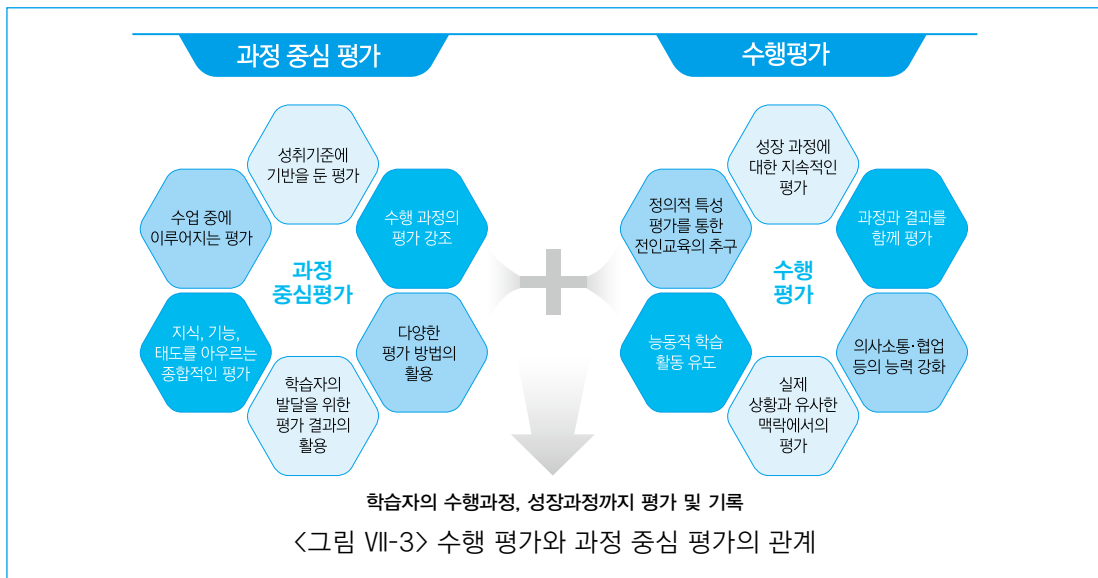 과정 중심 평가
수행평가
성취기준에
기반을 둔 평가
수업 중에
이루어지는 평가
수행 과정의
평가 강조
과정
중심평가
지식, 기능,
태도를 아우르는
종합적인 평가
다양한
평가 방법의
활용
학습자의
발달을 위한
평가 결과의
활용
성장 과정에
대한 지속적인
평가
정의적 특성
평가를 통한
전인교육의 추구
과정과 결과를
함께 평가
수행
평가
능동적 학습
활동 유도
의사소통·협업
등의 능력 강화
실제
상황과 유사한
맥락에서의
평가
학습자의 수행과정, 성장과정까지 평가 및 기록
<그림 Ⅶ-3> 수행 평가와 과정 중심 평가의 관계